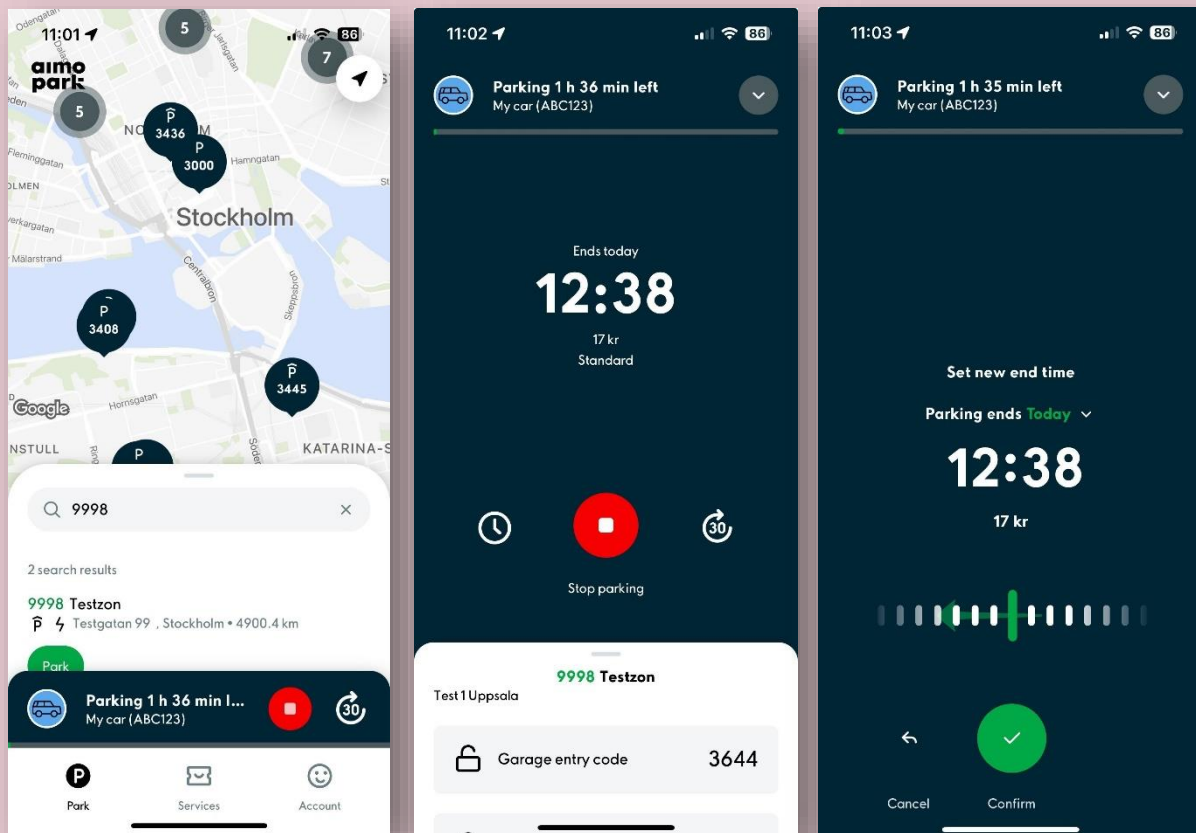 11:01
86
Odengatan
5
7
aimo
park
5
P
3436
P
3000
Hamngatan
Fleminggatan
Stockholm
Mälarstrand
Centralbron
Skeppsbron
P
3408
P
3445
Google
Hornsgatan
NSTULL
P
KATARINA-S
9998
2 search results
9998 Testzon
P Testgatan 99 , Stockholm • 4900.4 km
Park
Parking 1 h 36 min l...
My car (ABC123)
30
Park
Services
Account
11:02
86
Parking 1 h 36 min left
My car (ABC123)
Ends today
12:38
17 kr
Standard
30
Stop parking
9998 Testzon
Test 1 Uppsala
Garage entry code 3644
11:03
86
Parking 1 h 35 min left
My car (ABC123)
Set new end time
Parking ends Today
12:38
17 kr
Cancel
Confirm